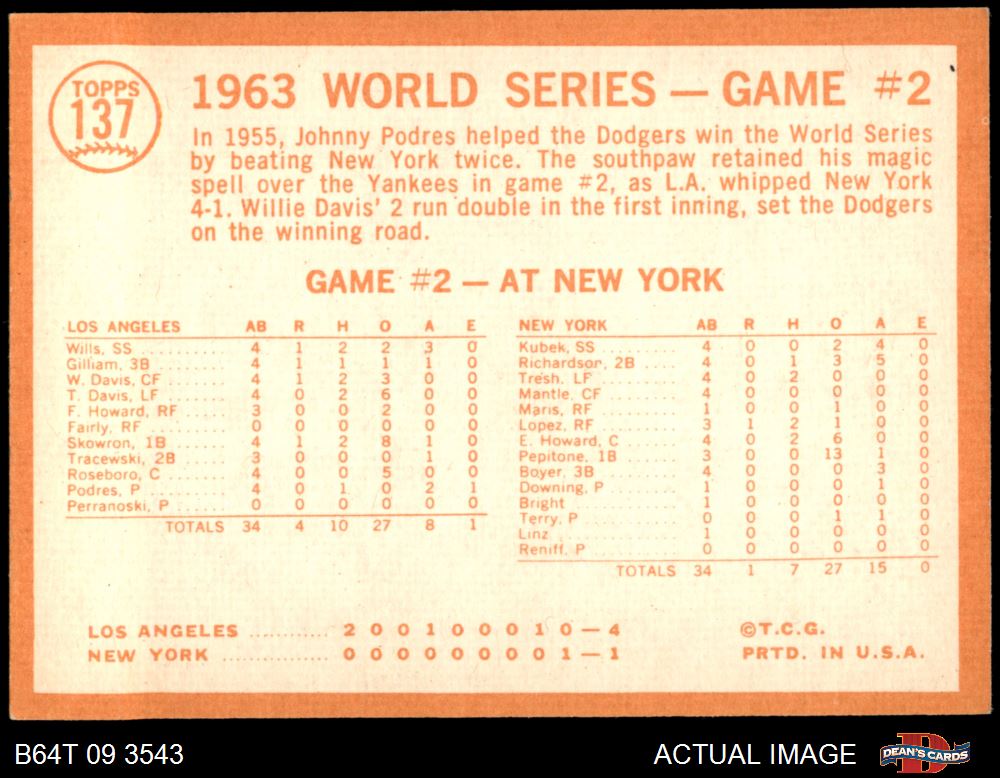 TOPPS
137
1963 WORLD SERIES — GAME #2
In 1955, Johnny Podres helped the Dodgers win the World Series
by beating New York twice. The southpaw retained his magic
spell over the Yankees in game #2, as L.A. whipped New York
4-1. Willie Davis' 2 run double in the first inning, set the Dodgers
on the winning road.
GAME #2 — AT NEW YORK
LOS ANGELES AB R H O A E
Wills, SS ........... 4 1 2 2 3 0
Gilliam, 3B ......... 4 1 1 1 1 0
W. Davis, CF ........ 4 1 2 3 0 0
T. Davis, LF ........ 4 0 2 6 0 0
F. Howard, RF ...... 3 0 0 2 0 0
Fairly, RF .......... 0 0 0 0 0 0
Skowron, 1B ........ 4 1 2 8 1 0
Tracewski, 2B ....... 3 0 0 0 1 0
Roseboro, C ......... 4 0 0 5 0 0
Podres, P ........... 4 0 1 0 2 1
Perranoski, P ....... 0 0 0 0 0 0
TOTALS 34 4 10 27 8 1
NEW YORK AB R H O A E
Kubek, SS ........... 4 0 0 2 4 0
Richardson, 2B ...... 4 0 1 3 5 0
Tresh, LF ........... 4 0 2 0 0 0
Mantle, CF .......... 4 0 0 0 0 0
Maris, RF ........... 1 0 0 1 0 0
Lopez, RF ........... 3 1 2 1 0 0
E. Howard, C ........ 4 0 2 6 0 0
Pepitone, 1B ........ 3 0 0 13 1 0
Boyer, 3B ........... 4 0 0 0 3 0
Downing, P .......... 1 0 0 0 1 0
Bright .............. 1 0 0 0 0 0
Terry, P ............ 0 0 0 1 1 0
Linz ................ 1 0 0 0 0 0
Reniff, P ........... 0 0 0 0 0 0
TOTALS 34 1 7 27 15 0
LOS ANGELES ............ 2 0 0 1 0 0 0 1 0 — 4
NEW YORK ............... 0 0 0 0 0 0 0 0 1 — 1
©T.C.G.
PRTD. IN U.S.A.
B64T 09 3543
ACTUAL IMAGE
D
DEAN'S CARDS